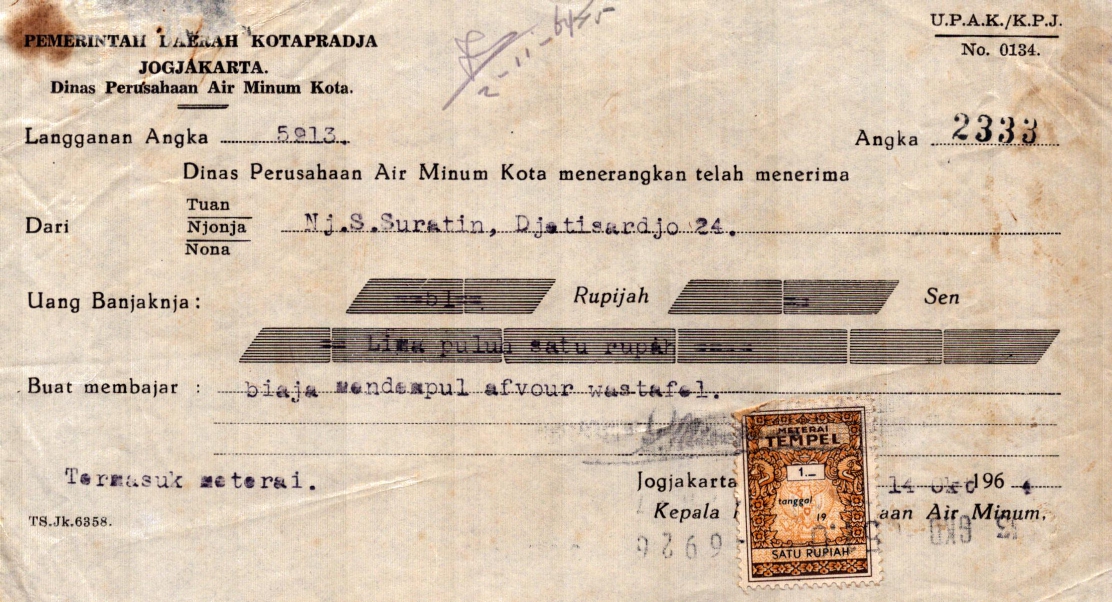 PEMERINTAH DAERAH KOTAPRADJA
JOGJAKARTA.
Dinas Perusahaan Air Minum Kota.
U.P.A.K./K.P.J.
No. 0134.
Langganan Angka 5913.
Angka 2333
Dinas Perusahaan Air Minum Kota menerangkan telah menerima
Dari
Tuan
Njonja
Nona
Nj.S.Suratin, Djatisardjo 24.
Uang Banjaknja : ==51== Rupijah == Sen
== Lima puluh satu rupah ====
Buat membajar : biaja mendempul afvour wastafel.
Termasuk meterai.
METERAI
TEMPEL
1.—
tanggal
19
SATU RUPIAH
Jogjakarta 14 Okt 1964
Kepala aan Air Minum,
TS.Jk.6358.